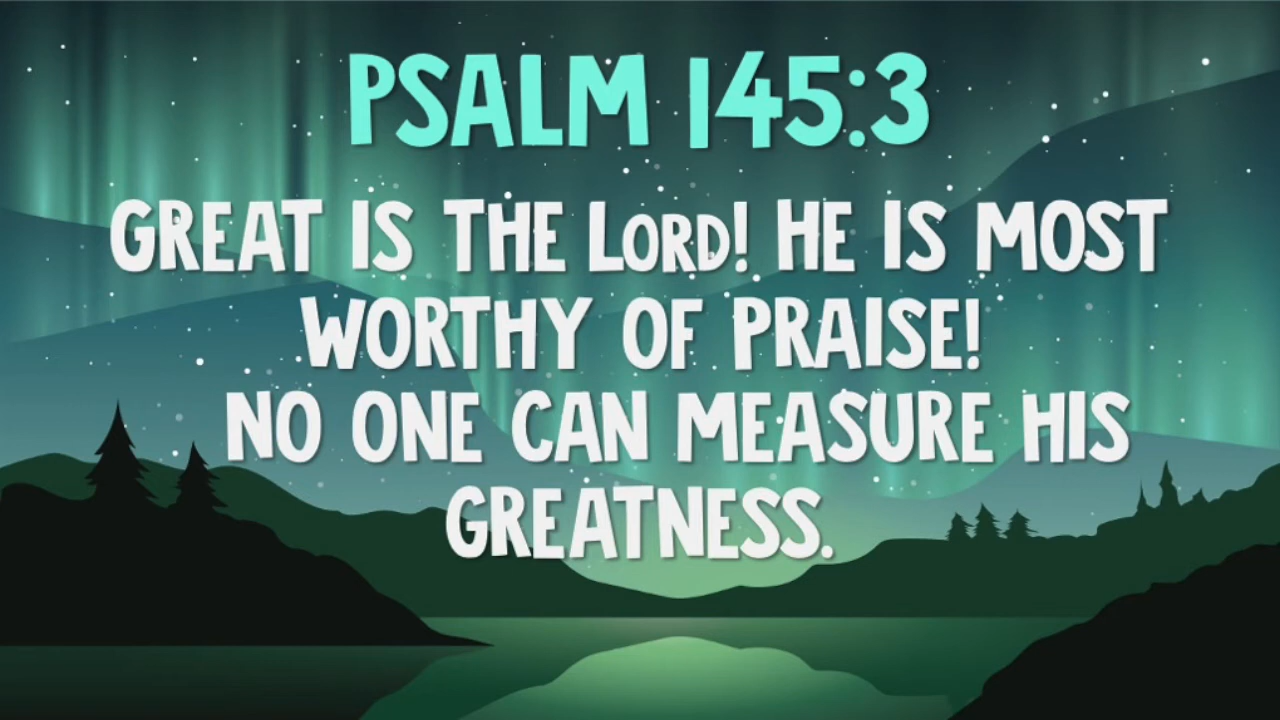 PSALM 145:3
GREAT IS THE LORD! HE IS MOST
WORTHY OF PRAISE!
NO ONE CAN MEASURE HIS
GREATNESS.